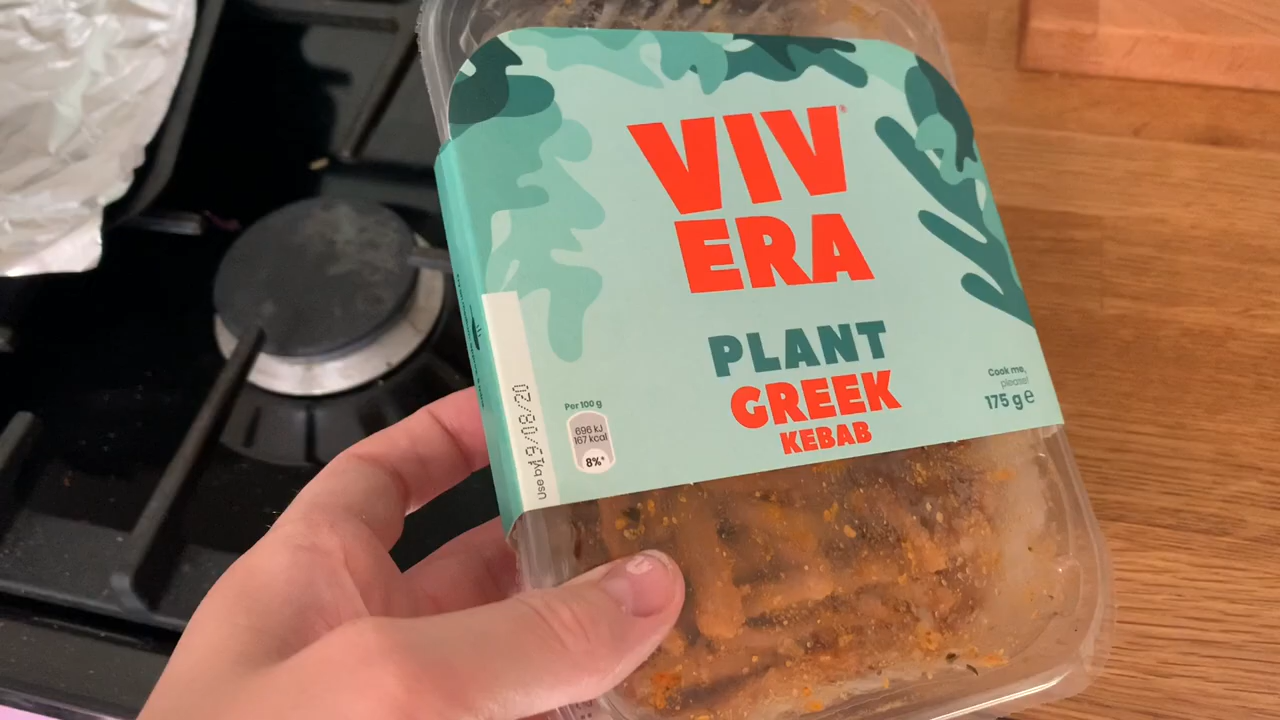 VIV
ERA
PLANT
GREEK
KEBAB
Cook me,
please!
175 g e
Per 100 g
696 kJ
167 kcal
8%*
Use by
19/08/20